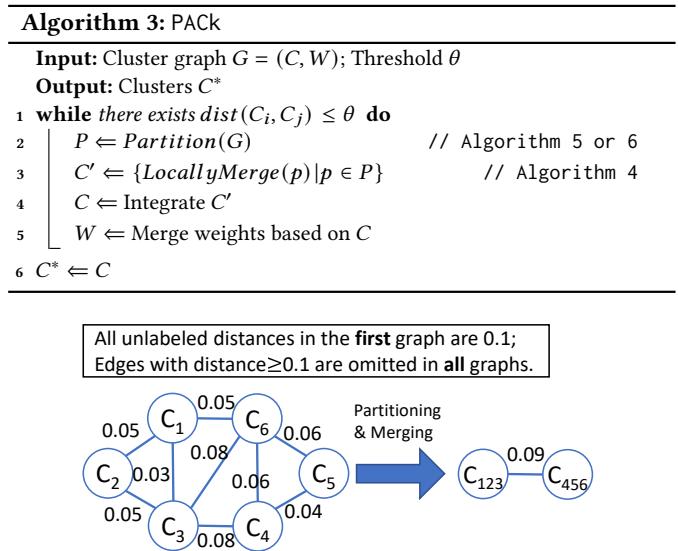 Algorithm 3: PACk
Input: Cluster graph G = (C, W); Threshold θ
Output: Clusters C*
1 while there exists dist(C_i, C_j) ≤ θ do
2 P ⇐ Partition(G) // Algorithm 5 or 6
3 C′ ⇐ {LocallyMerge(p)|p ∈ P} // Algorithm 4
4 C ⇐ Integrate C′
5 W ⇐ Merge weights based on C
6 C* ⇐ C
All unlabeled distances in the first graph are 0.1;
Edges with distance≥0.1 are omitted in all graphs.
0.05
Partitioning
& Merging
0.05 C₁ C₆ 0.06
0.08
0.09
C₂ 0.03 0.06 C₅ C₁₂₃ C₄₅₆
0.05 0.04
C₃ C₄
0.08